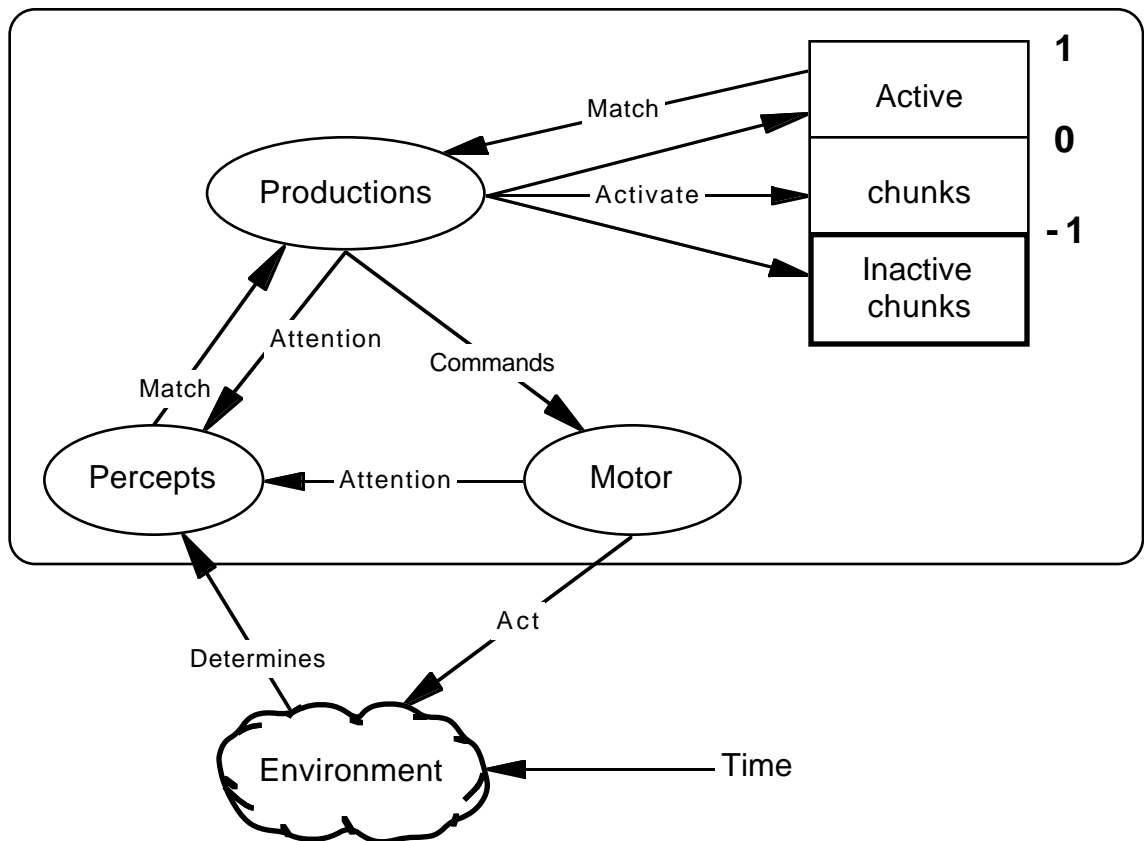 1
Active
Match
0
Productions
Activate
chunks
-1
Inactive
chunks
Attention
Commands
Match
Percepts
Attention
Motor
Act
Determines
Environment
Time